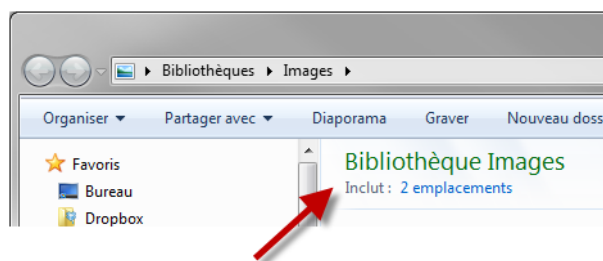 Bibliothèques Images
Organiser Partager avec Diaporama Graver Nouveau doss
Favoris
Bureau
Dropbox
Bibliothèque Images
Inclut : 2 emplacements